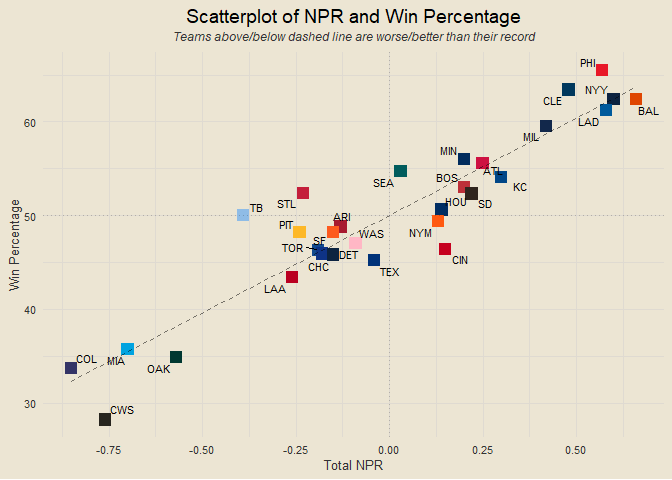 Scatterplot of NPR and Win Percentage
Teams above/below dashed line are worse/better than their record
PHI
NYY
CLE
BAL
LAD
60
MIL
MIN
ATL
SEA
BOS
KC
STL
HOU
SD
TB
50
ARI
PIT
WAS
NYM
SF
TOR
DET
CIN
CHC
TEX
LAA
40
COL
MIA
OAK
CWS
30
-0.75
-0.50
-0.25
0.00
0.25
0.50
Total NPR
Win Percentage